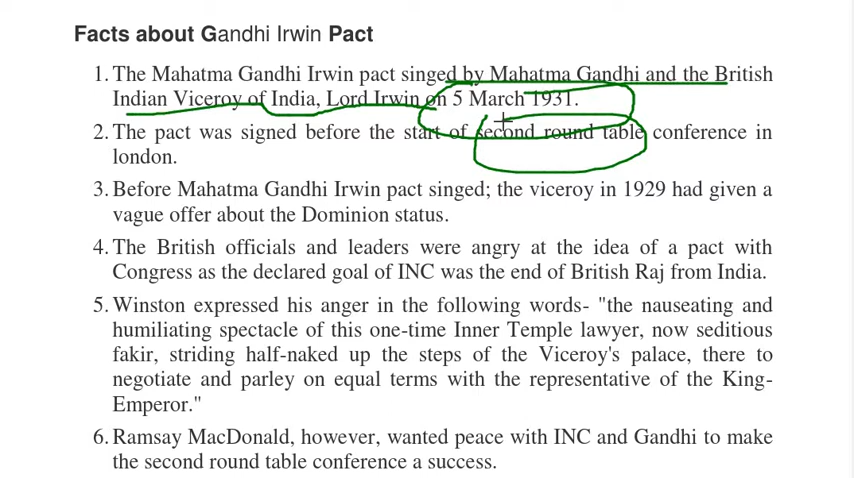 Facts about Gandhi Irwin Pact
1. The Mahatma Gandhi Irwin pact singed by Mahatma Gandhi and the British
Indian Viceroy of India, Lord Irwin on 5 March 1931.
2. The pact was signed before the start of second round table conference in
london.
3. Before Mahatma Gandhi Irwin pact singed; the viceroy in 1929 had given a
vague offer about the Dominion status.
4. The British officials and leaders were angry at the idea of a pact with
Congress as the declared goal of INC was the end of British Raj from India.
5. Winston expressed his anger in the following words- "the nauseating and
humiliating spectacle of this one-time Inner Temple lawyer, now seditious
fakir, striding half-naked up the steps of the Viceroy's palace, there to
negotiate and parley on equal terms with the representative of the King-
Emperor."
6. Ramsay MacDonald, however, wanted peace with INC and Gandhi to make
the second round table conference a success.